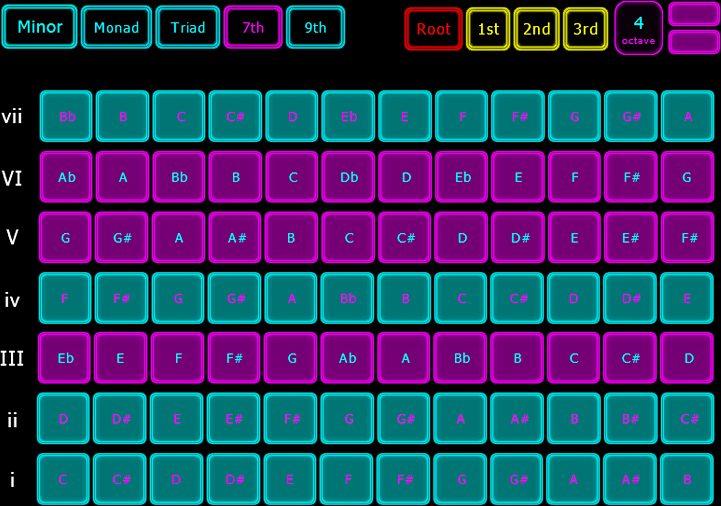 Minor Monad Triad 7th 9th Root 1st 2nd 3rd 4
octave
vii Bb B C C# D Eb E F F# G G# A
VI Ab A Bb B C Db D Eb E F F# G
V G G# A A# B C C# D D# E E# F#
iv F F# G G# A Bb B C C# D D# E
III Eb E F F# G Ab A Bb B C C# D
ii D D# E E# F# G G# A A# B B# C#
i C C# D D# E F F# G G# A A# B